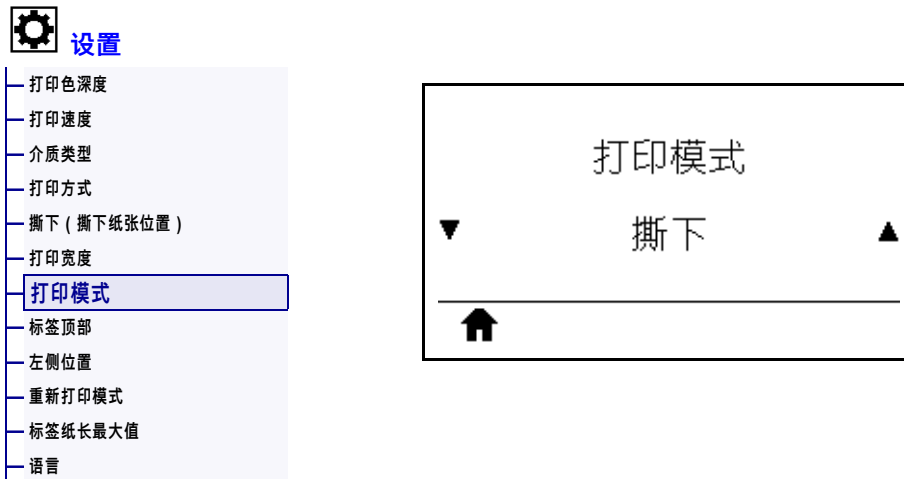 设置
打印色深度
打印速度
介质类型
打印方式
撕下 ( 撕下纸张位置 )
打印宽度
打印模式
标签顶部
左侧位置
重新打印模式
标签纸长最大值
语言
打印模式
撕下